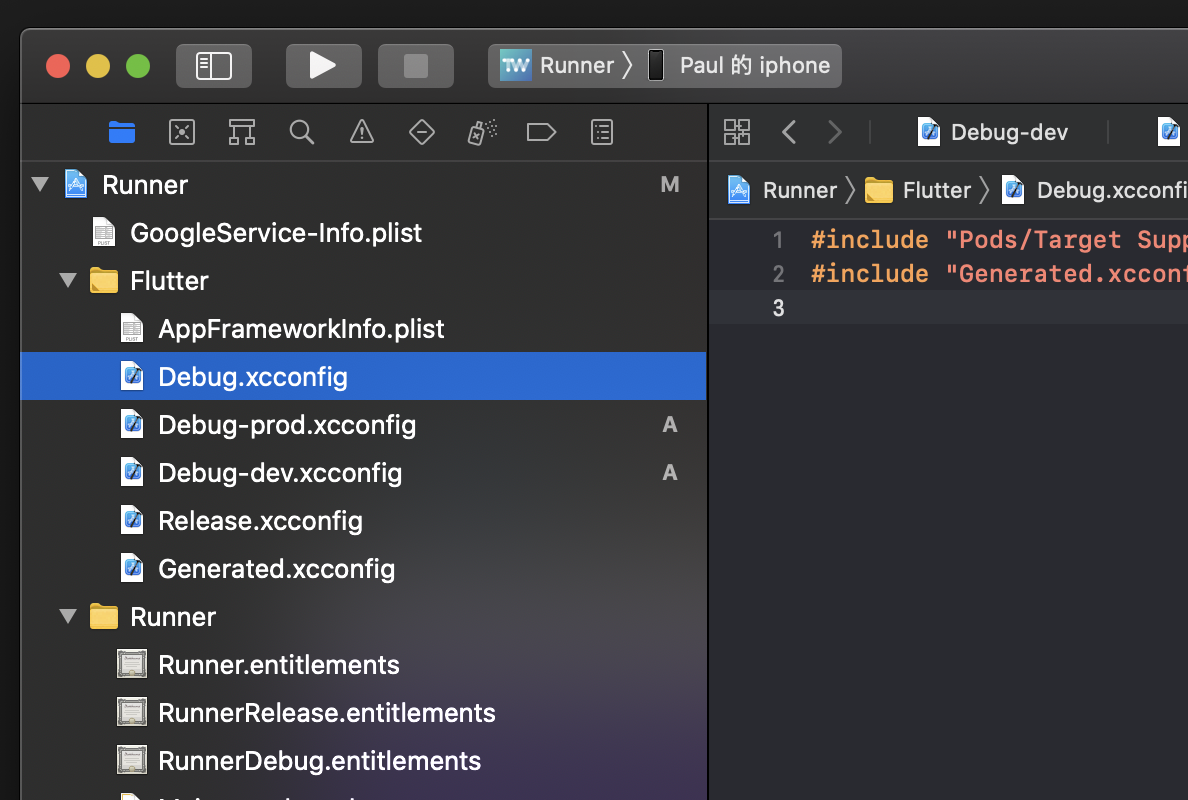 TW Runner 〉 Paul 的 iphone
Debug-dev
Runner 〉 Flutter 〉 Debug.xcconfi
Runner M
GoogleService-Info.plist
Flutter
AppFrameworkInfo.plist
Debug.xcconfig
Debug-prod.xcconfig A
Debug-dev.xcconfig A
Release.xcconfig
Generated.xcconfig
Runner
Runner.entitlements
RunnerRelease.entitlements
RunnerDebug.entitlements
1 #include "Pods/Target Supp
2 #include "Generated.xcconf
3